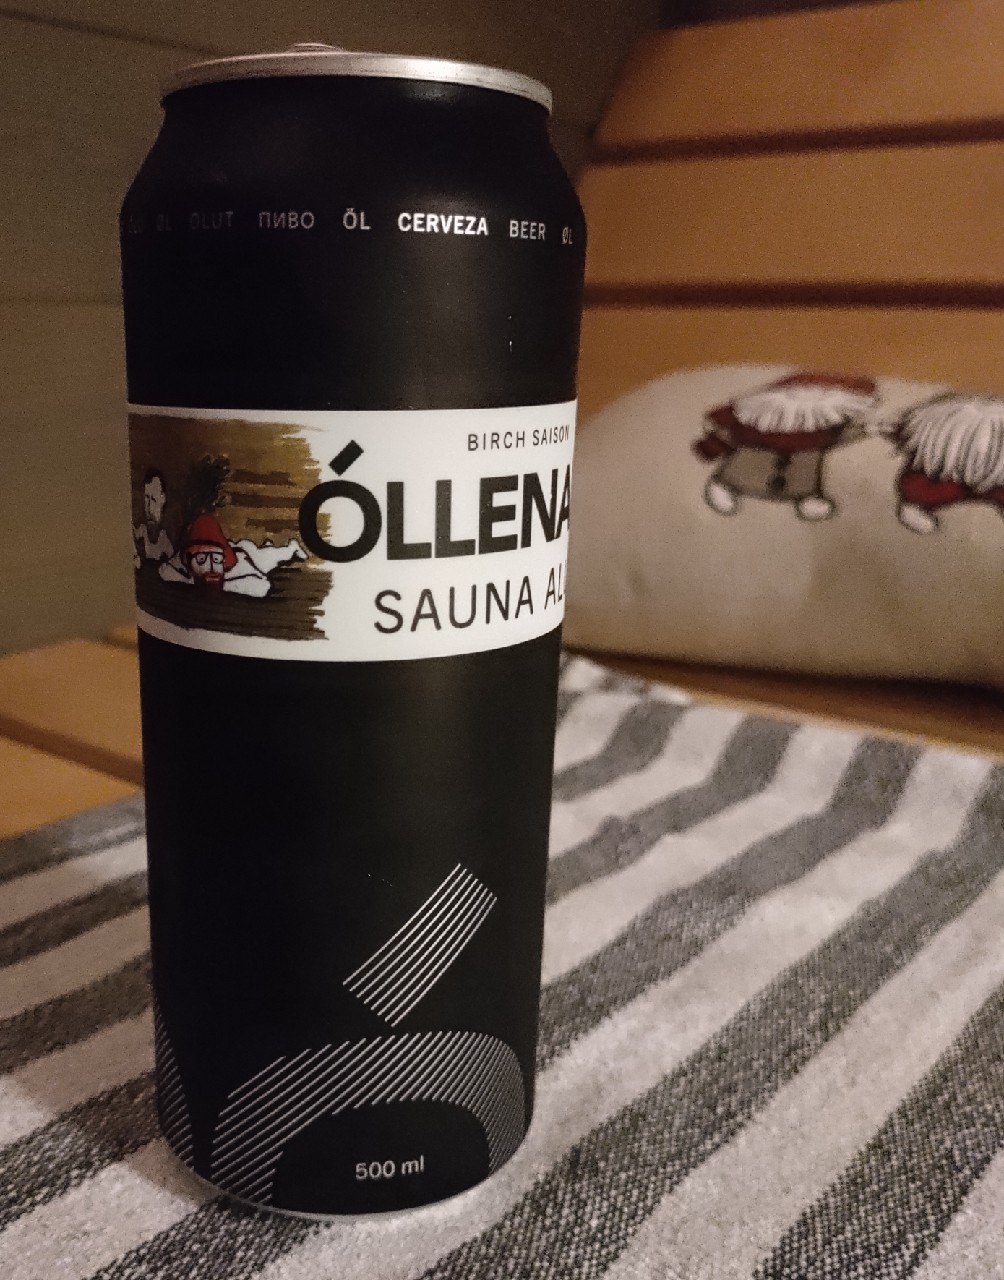 OLUT ПИВО ÖL CERVEZA BEER ØL
BIRCH SAISON
ÓLLENA
SAUNA AL
500 ml